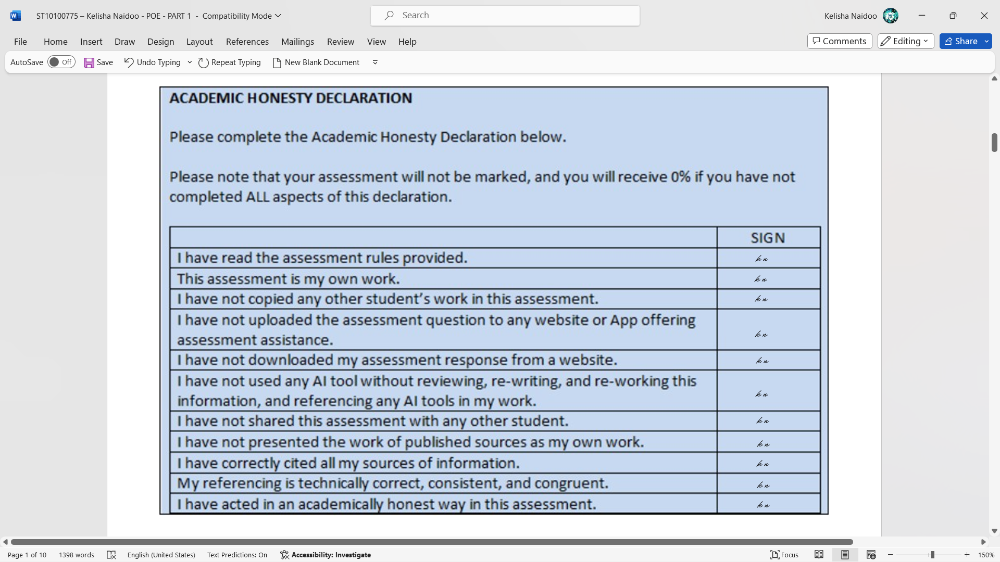 ST10100775 – Kelisha Naidoo - POE - PART 1 - Compatibility Mode
Search
Kelisha Naidoo
File Home Insert Draw Design Layout References Mailings Review View Help
Comments Editing Share
AutoSave Off Save Undo Typing Repeat Typing New Blank Document
ACADEMIC HONESTY DECLARATION
Please complete the Academic Honesty Declaration below.
Please note that your assessment will not be marked, and you will receive 0% if you have not
completed ALL aspects of this declaration.
SIGN
I have read the assessment rules provided. kn
This assessment is my own work. kn
I have not copied any other student’s work in this assessment. kn
I have not uploaded the assessment question to any website or App offering
assessment assistance. kn
I have not downloaded my assessment response from a website. kn
I have not used any AI tool without reviewing, re-writing, and re-working this
information, and referencing any AI tools in my work. kn
I have not shared this assessment with any other student. kn
I have not presented the work of published sources as my own work. kn
I have correctly cited all my sources of information. kn
My referencing is technically correct, consistent, and congruent. kn
I have acted in an academically honest way in this assessment. kn
Page 1 of 10 1398 words English (United States) Text Predictions: On Accessibility: Investigate Focus 150%